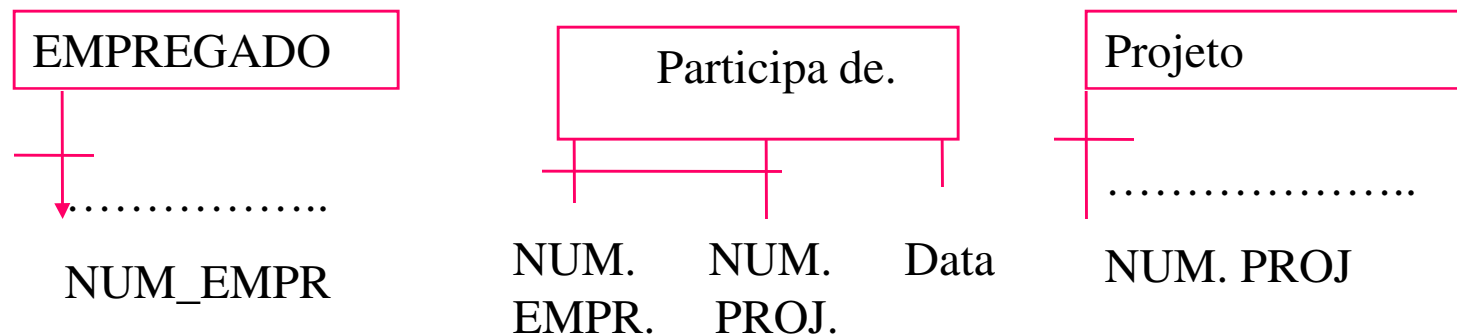 EMPREGADO
Participa de.
Projeto
……………..
………………..
NUM_EMPR
NUM. EMPR.
NUM. PROJ.
Data
NUM. PROJ